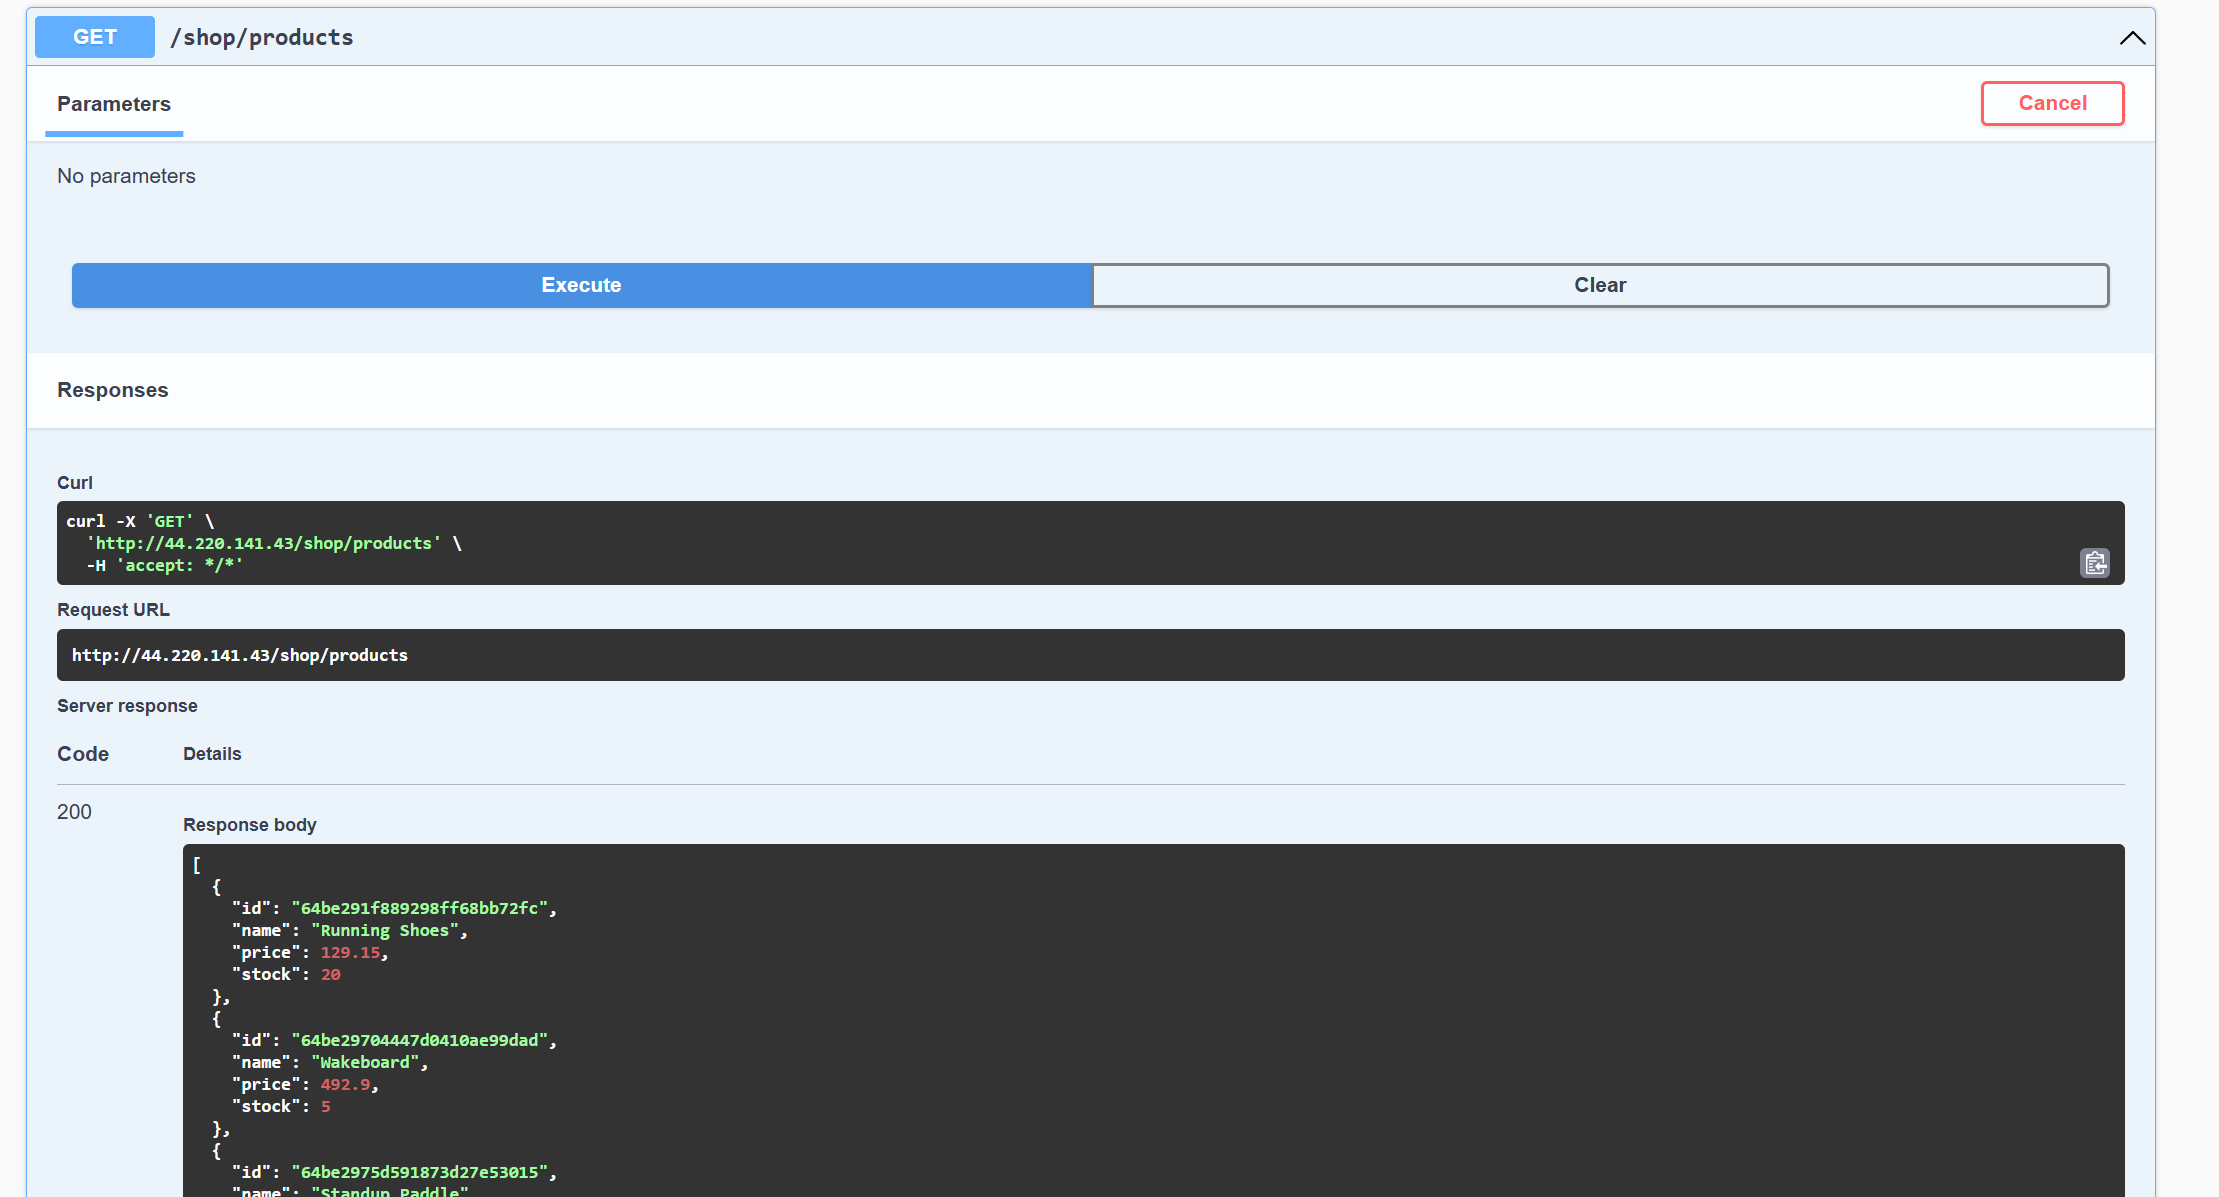 GET /shop/products
Parameters
Cancel
No parameters
Execute
Clear
Responses
Curl
curl -X 'GET' \
  'http://44.220.141.43/shop/products' \
  -H 'accept: */*'
Request URL
http://44.220.141.43/shop/products
Server response
Code Details
200
Response body
[
  {
    "id": "64be291f889298ff68bb72fc",
    "name": "Running Shoes",
    "price": 129.15,
    "stock": 20
  },
  {
    "id": "64be29704447d0410ae99dad",
    "name": "Wakeboard",
    "price": 492.9,
    "stock": 5
  },
  {
    "id": "64be2975d591873d27e53015",
    "name": "Standup Paddle"